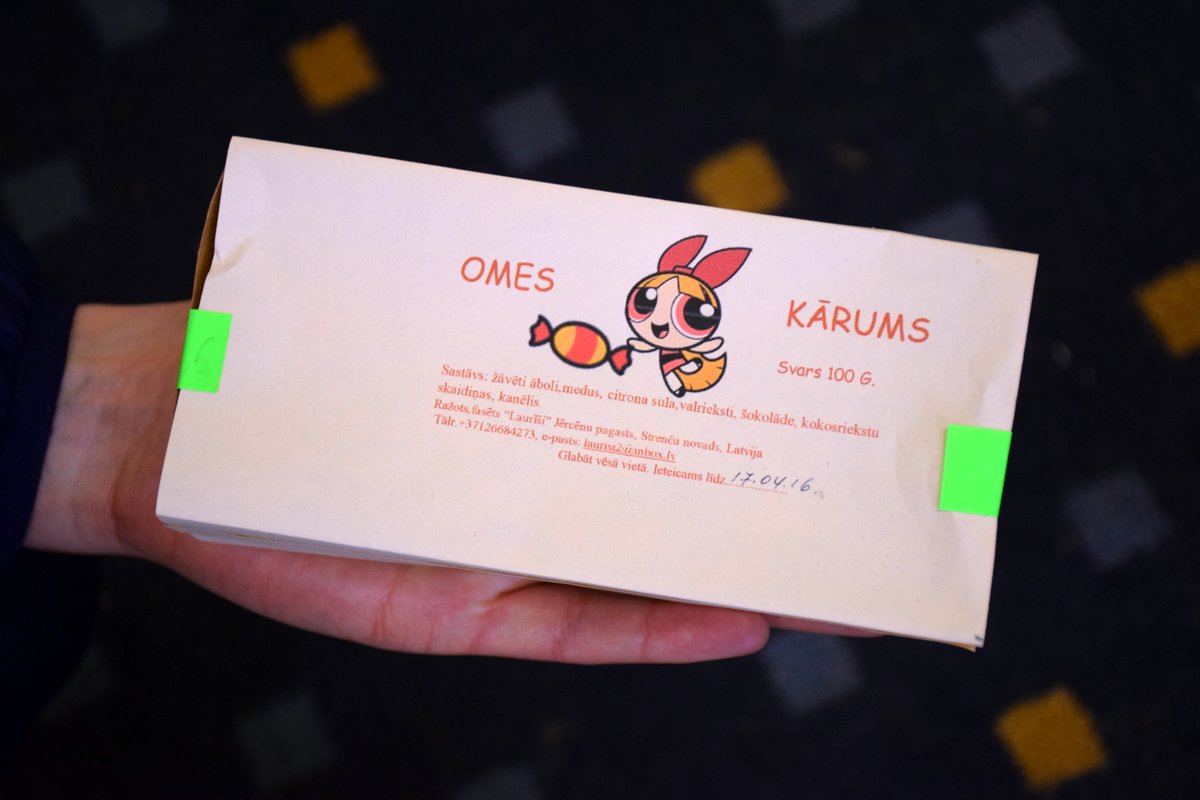 OMES
KĀRUMS
Svars 100 G.
Sastāvs: žāvēti āboli,medus, citrona sula,valrieksti, šokolāde, kokosriekstu
skaidiņas, kanēlis
Ražots,fasēts “Laurīši” Jērcēnu pagasts, Strenču novads, Latvija
Tālr.+37126684273, e-pasts: laurisi2@inbox.lv
Glabāt vēsā vietā. Ieteicams līdz 17.04.16.